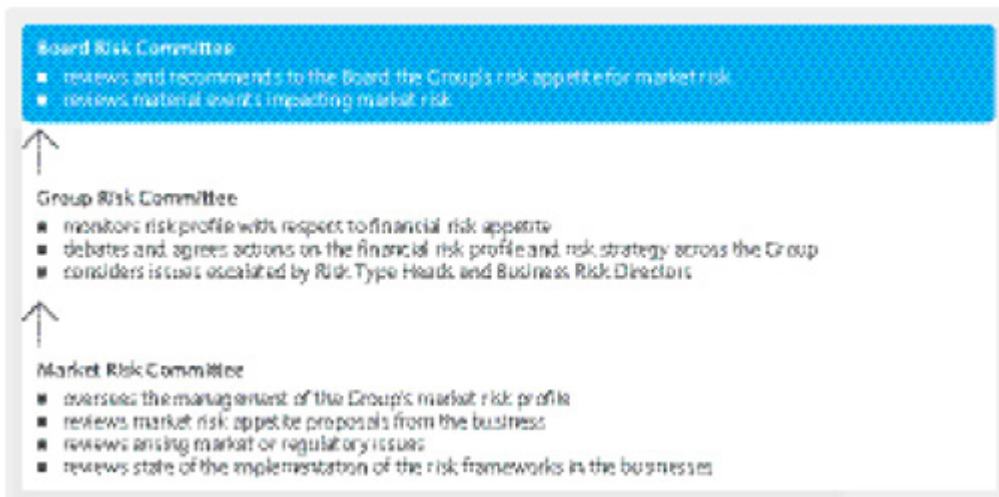 Board Risk Committee
■ reviews and recommends to the Board the Group's risk appetite for market risk
■ reviews material events impacting market risk
Group Risk Committee
■ monitors risk profile with respect to financial risk appetite
■ debates and agrees actions on the financial risk profile and risk strategy across the Group
■ considers issues escalated by Risk Type Heads and Business Risk Directors
Market Risk Committee
■ oversees the management of the Group's market risk profile
■ reviews market risk appetite proposals from the business
■ reviews arising market or regulatory issues
■ reviews state of the implementation of the risk frameworks in the businesses